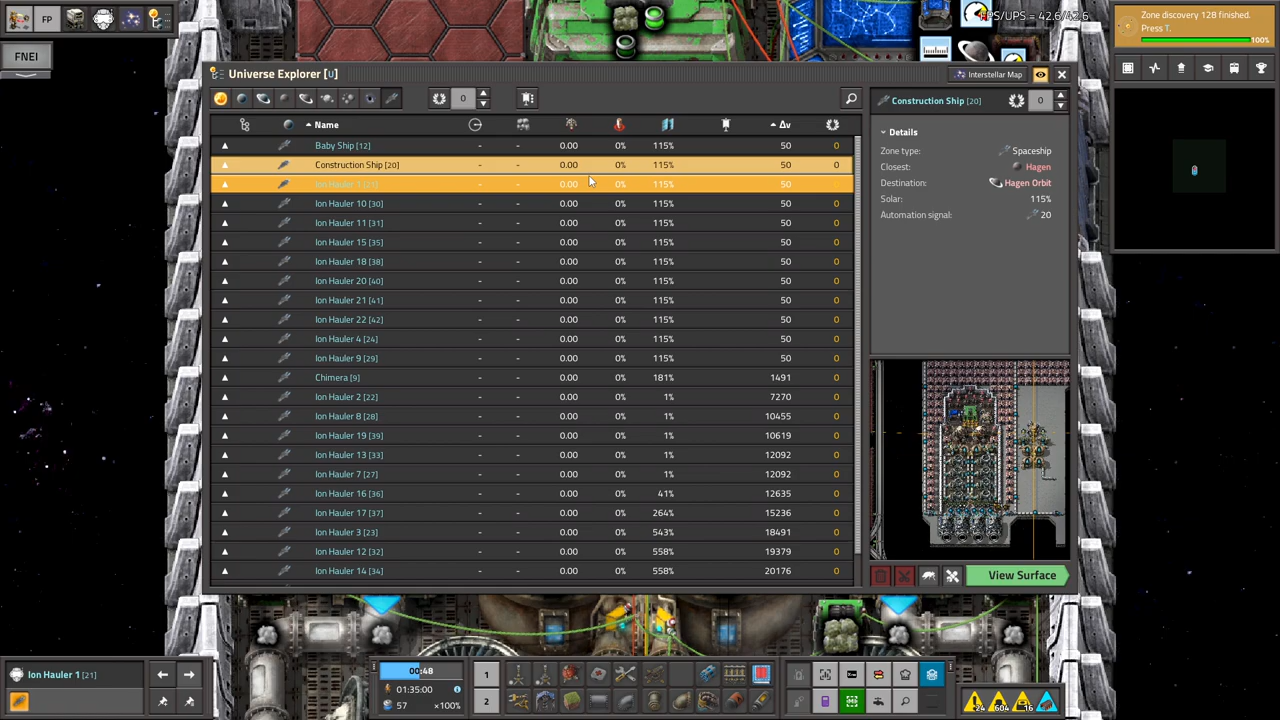 FP
FPS/UPS = 42.6/42.6
Zone discovery 128 finished.
Press T.
100%
FNEI
Universe Explorer [U]
Interstellar Map
0
Name
Δv
Baby Ship [12] - - 0.00 0% 115% 50 0
Construction Ship [20] - - 0.00 0% 115% 50 0
Ion Hauler 1 [21] - - 0.00 0% 115% 50 0
Ion Hauler 10 [30] - - 0.00 0% 115% 50 0
Ion Hauler 11 [31] - - 0.00 0% 115% 50 0
Ion Hauler 15 [35] - - 0.00 0% 115% 50 0
Ion Hauler 18 [38] - - 0.00 0% 115% 50 0
Ion Hauler 20 [40] - - 0.00 0% 115% 50 0
Ion Hauler 21 [41] - - 0.00 0% 115% 50 0
Ion Hauler 22 [42] - - 0.00 0% 115% 50 0
Ion Hauler 4 [24] - - 0.00 0% 115% 50 0
Ion Hauler 9 [29] - - 0.00 0% 115% 50 0
Chimera [9] - - 0.00 0% 181% 1491 0
Ion Hauler 2 [22] - - 0.00 0% 1% 7270 0
Ion Hauler 8 [28] - - 0.00 0% 1% 10455 0
Ion Hauler 19 [39] - - 0.00 0% 1% 10619 0
Ion Hauler 13 [33] - - 0.00 0% 1% 12092 0
Ion Hauler 7 [27] - - 0.00 0% 1% 12092 0
Ion Hauler 16 [36] - - 0.00 0% 41% 12635 0
Ion Hauler 17 [37] - - 0.00 0% 264% 15236 0
Ion Hauler 3 [23] - - 0.00 0% 543% 18491 0
Ion Hauler 12 [32] - - 0.00 0% 558% 19379 0
Ion Hauler 14 [34] - - 0.00 0% 558% 20176 0
Construction Ship [20]
0
Details
Zone type: Spaceship
Closest: Hagen
Destination: Hagen Orbit
Solar: 115%
Automation signal: 20
View Surface
Ion Hauler 1 [21]
00:48
01:35:00
57 ×100%
1
2
24
604
16